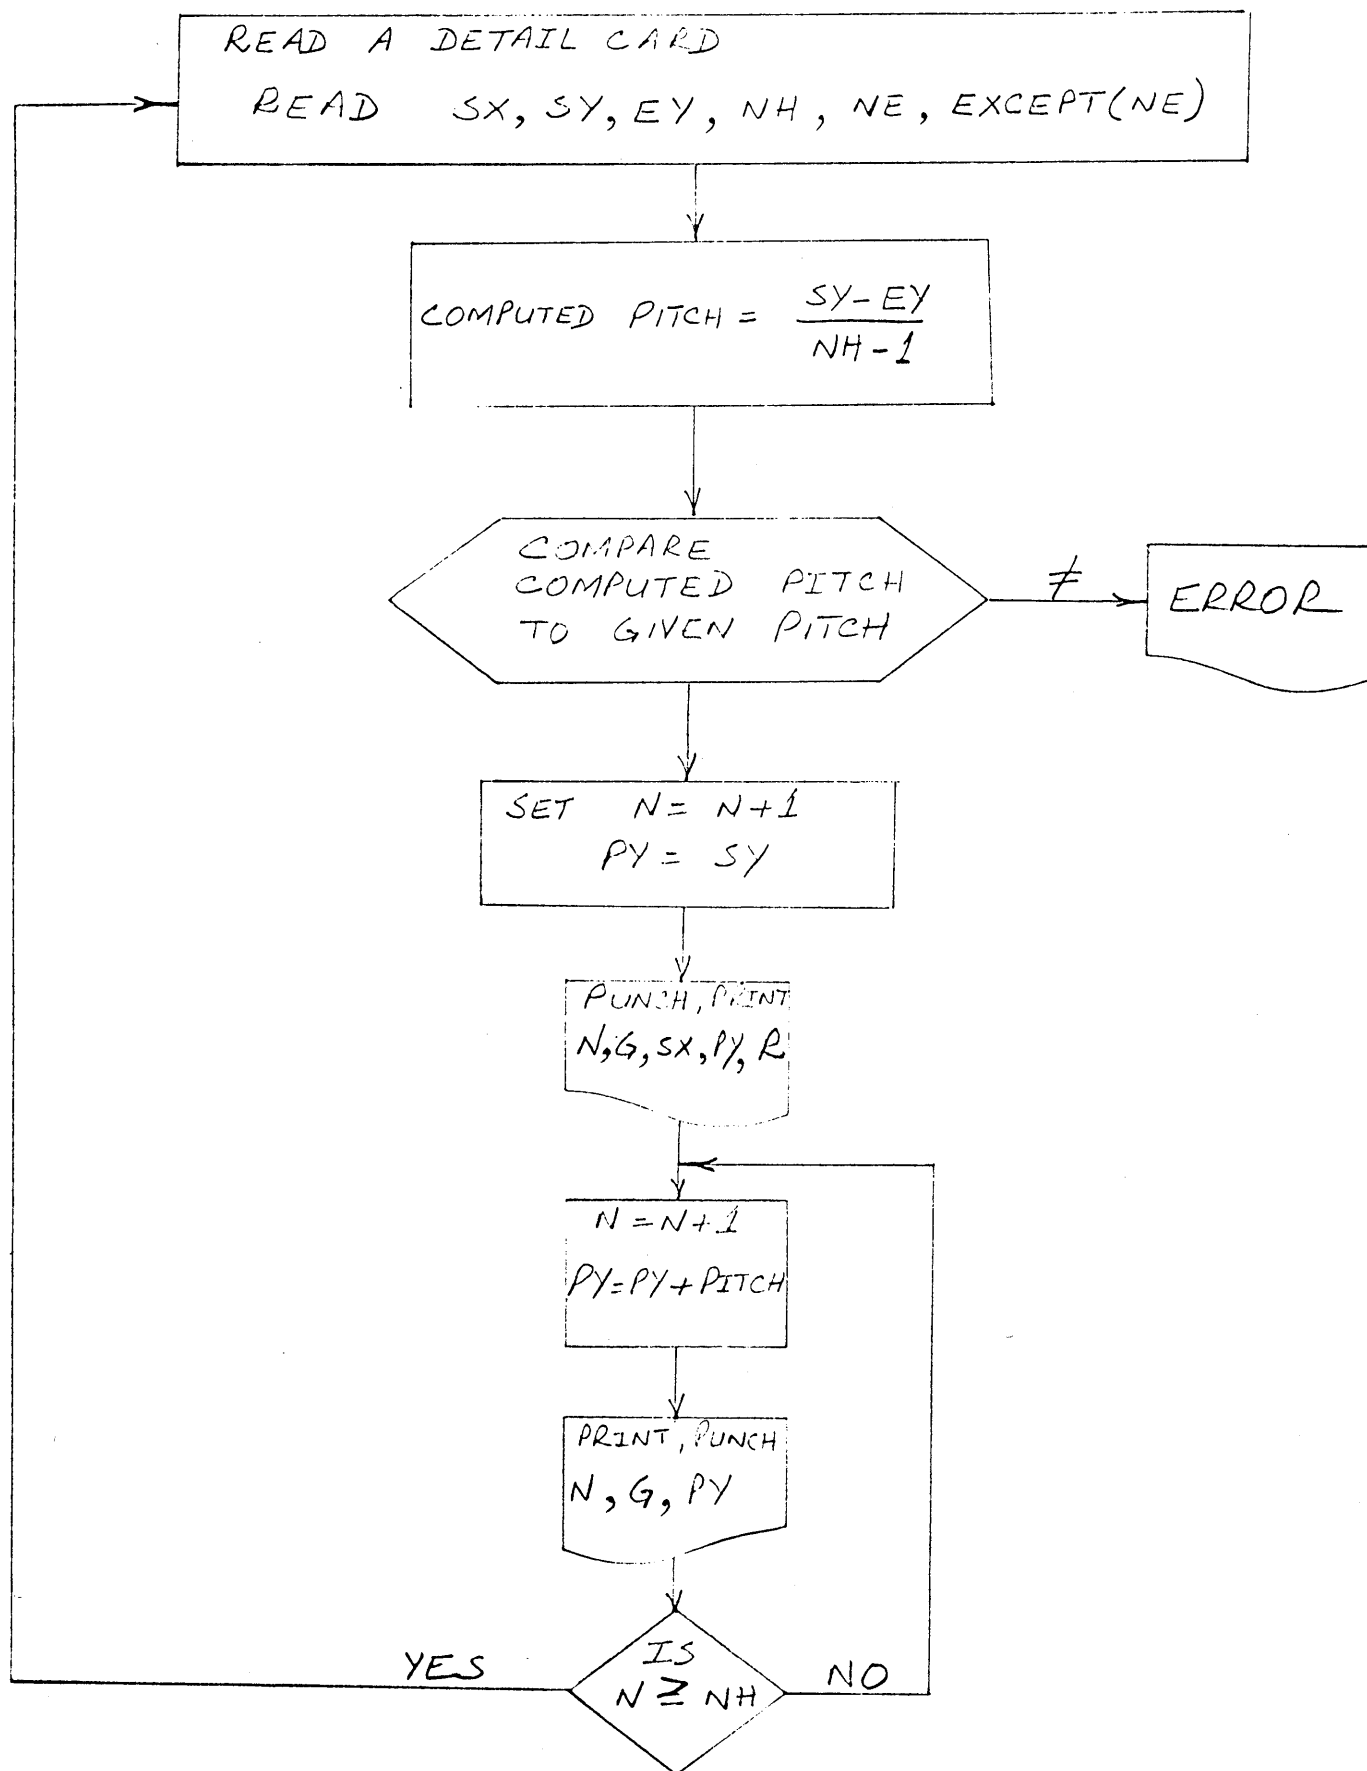 READ A DETAIL CARD
READ SX, SY, EY, NH, NE, EXCEPT(NE)
COMPUTED PITCH = SY-EY
NH-1
COMPARE
COMPUTED PITCH
TO GIVEN PITCH
≠
ERROR
SET N = N+1
PY = SY
PUNCH, PRINT
N, G, SX, PY, R
N = N+1
PY=PY+PITCH
PRINT, PUNCH
N, G, PY
IS
N ≥ NH
YES
NO